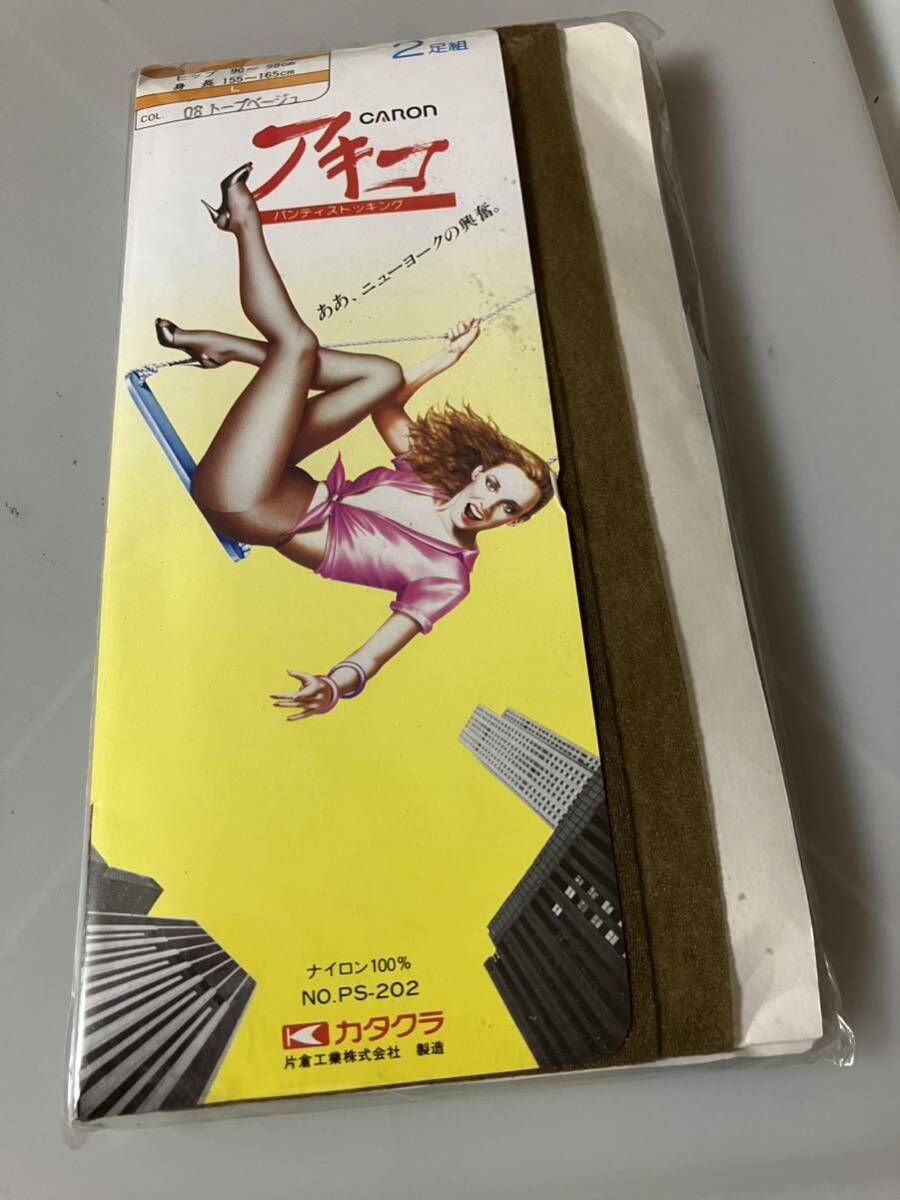 2足組
ヒップ 90〜98cm
身長 155〜165cm
L
COL. 08 トープベージュ
CARON
アキコ
パンティストッキング
ああ、ニューヨークの興奮。
ナイロン100%
NO.PS-202
カタクラ
片倉工業株式会社 製造